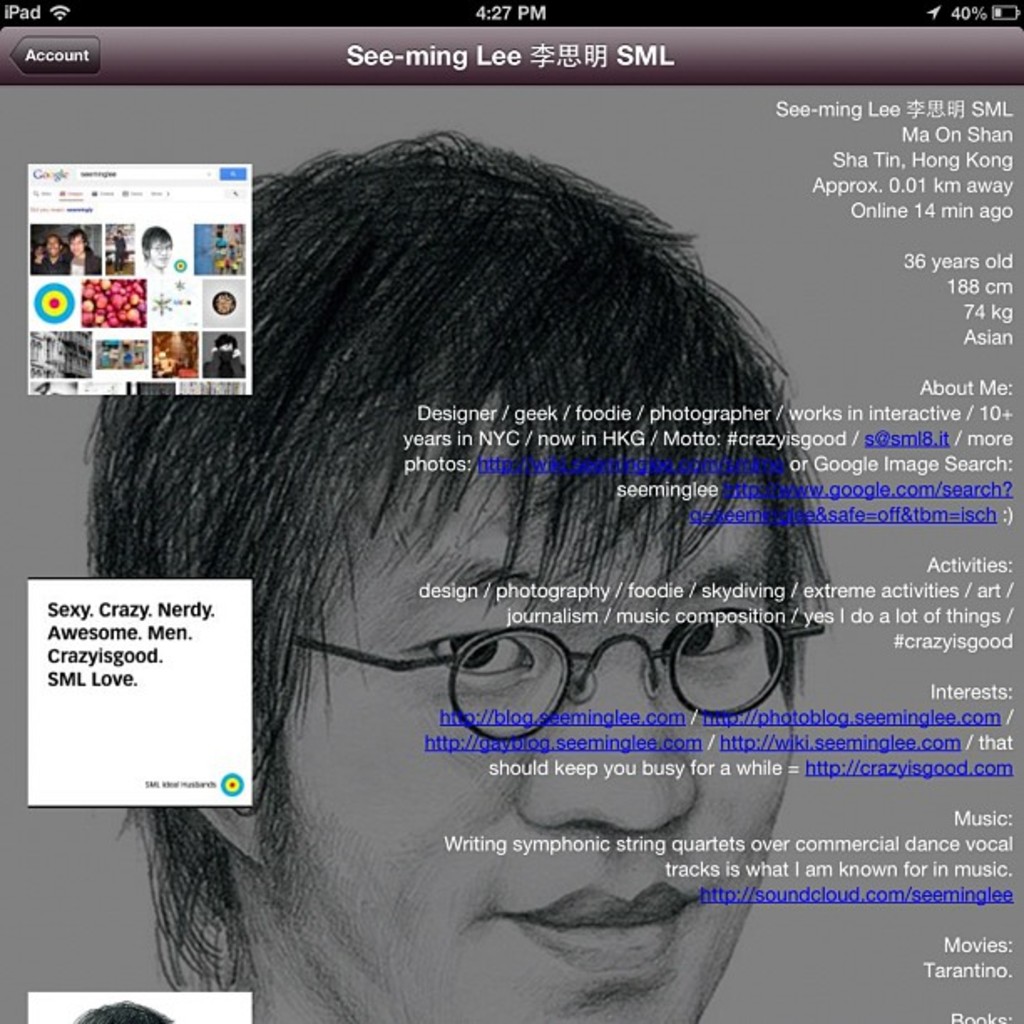 iPad
4:27 PM
40%
Account
See-ming Lee 李思明 SML
See-ming Lee 李思明 SML
Ma On Shan
Sha Tin, Hong Kong
Approx. 0.01 km away
Online 14 min ago
36 years old
188 cm
74 kg
Asian
About Me:
Designer / geek / foodie / photographer / works in interactive / 10+
years in NYC / now in HKG / Motto: #crazyisgood / s@sml8.it / more
photos: or Google Image Search:
seeminglee http://www.google.com/search?
q=seeminglee&safe=off&tbm=isch :)
Activities:
design / photography / foodie / skydiving / extreme activities / art /
journalism / music composition / yes I do a lot of things /
#crazyisgood
Interests:
http://blog.seeminglee.com / http://photoblog.seeminglee.com /
http://gayblog.seeminglee.com / http://wiki.seeminglee.com / that
should keep you busy for a while = http://crazyisgood.com
Music:
Writing symphonic string quartets over commercial dance vocal
tracks is what I am known for in music.
http://soundcloud.com/seeminglee
Movies:
Tarantino.
Books:
Google
seeminglee
Sexy. Crazy. Nerdy.
Awesome. Men.
Crazyisgood.
SML Love.
SML Ideal Husbands